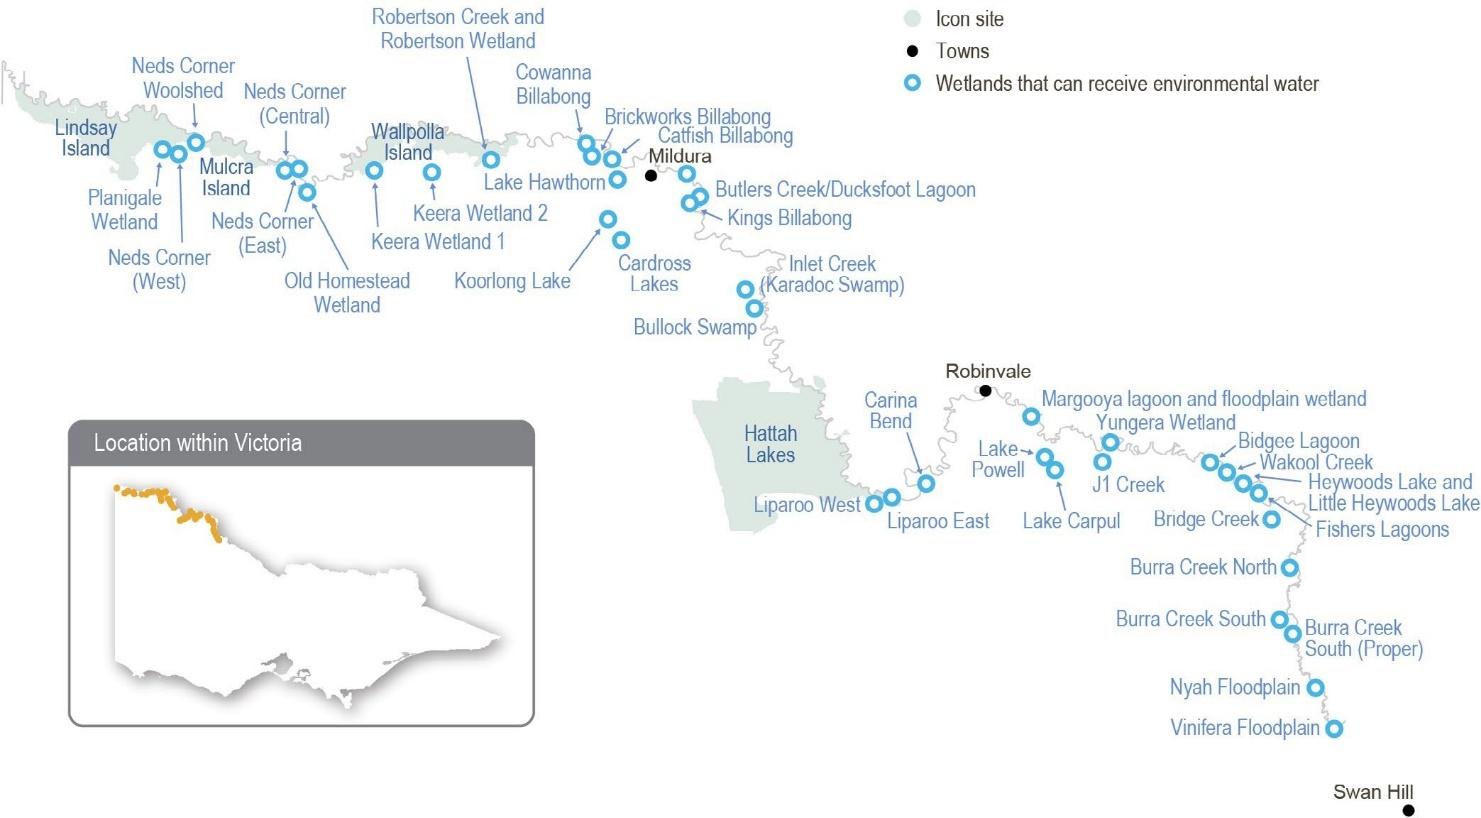 Robertson Creek and
Robertson Wetland
Icon site
Towns
Wetlands that can receive environmental water
Neds Corner
Woolshed
Neds Corner
(Central)
Cowanna
Billabong
Brickworks Billabong
Catfish Billabong
Mildura
Lindsay
Island
Wallpolla
Island
Mulcra
Island
Lake Hawthorn
Butlers Creek/Ducksfoot Lagoon
Kings Billabong
Planigale
Wetland
Neds Corner
(East)
Keera Wetland 2
Keera Wetland 1
Neds Corner
(West)
Old Homestead
Wetland
Koorlong Lake
Cardross
Lakes
Inlet Creek
(Karadoc Swamp)
Bullock Swamp
Robinvale
Carina
Bend
Margooya lagoon and floodplain wetland
Yungera Wetland
Hattah
Lakes
Lake
Powell
Bidgee Lagoon
Wakool Creek
Heywoods Lake and
Little Heywoods Lake
J1 Creek
Liparoo West
Liparoo East
Lake Carpul
Bridge Creek
Fishers Lagoons
Burra Creek North
Burra Creek South
Burra Creek
South (Proper)
Nyah Floodplain
Vinifera Floodplain
Swan Hill
Location within Victoria